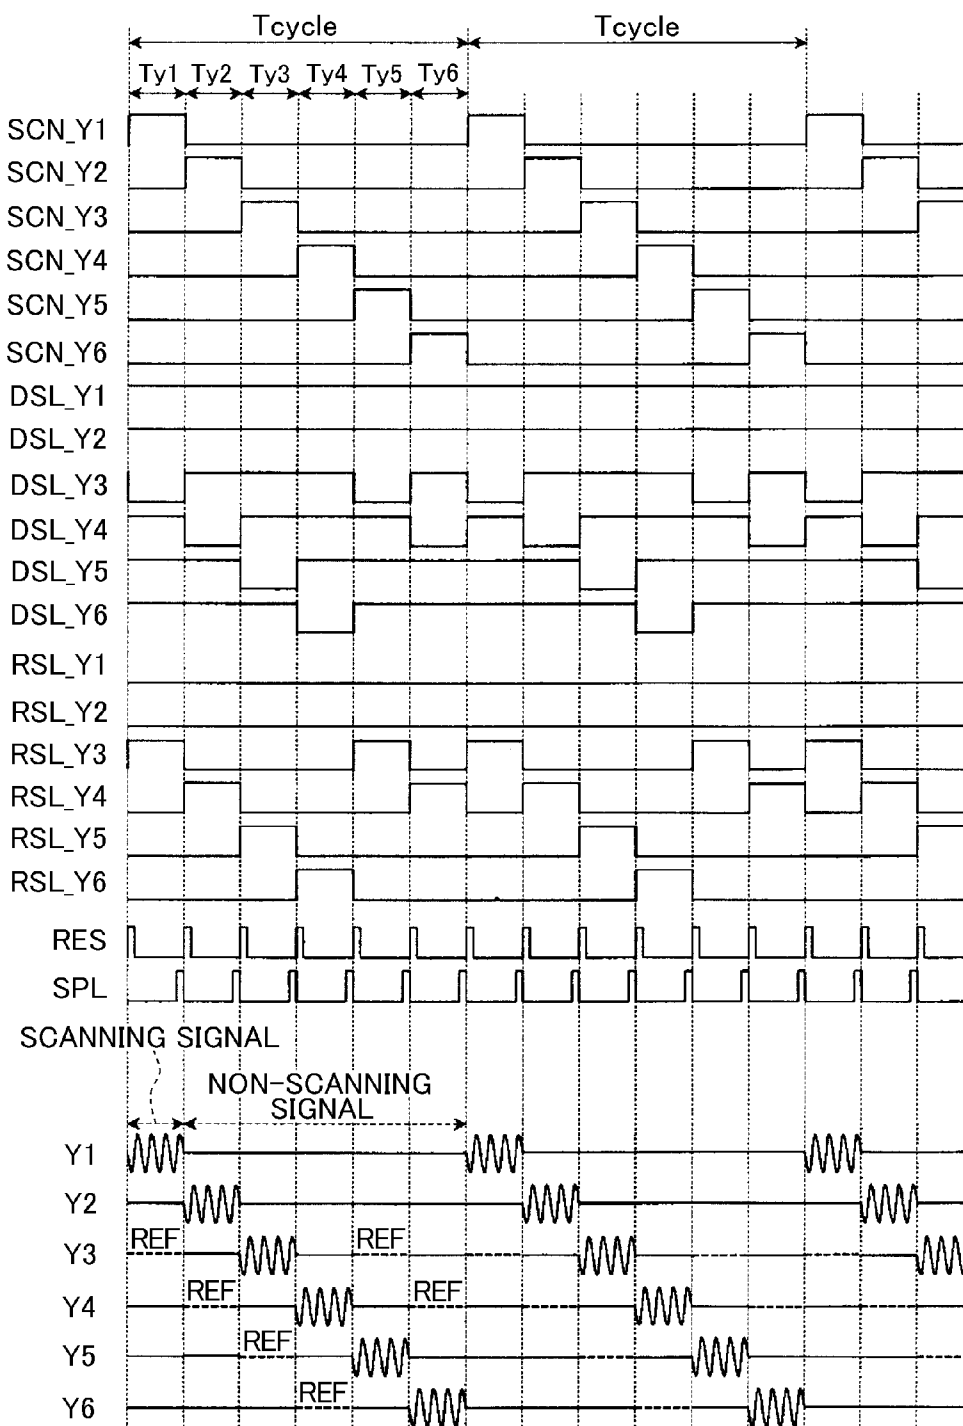 Tcycle Tcycle
Ty1 Ty2 Ty3 Ty4 Ty5 Ty6
SCN_Y1
SCN_Y2
SCN_Y3
SCN_Y4
SCN_Y5
SCN_Y6
DSL_Y1
DSL_Y2
DSL_Y3
DSL_Y4
DSL_Y5
DSL_Y6
RSL_Y1
RSL_Y2
RSL_Y3
RSL_Y4
RSL_Y5
RSL_Y6
RES
SPL
SCANNING SIGNAL
NON-SCANNING
SIGNAL
Y1
Y2
Y3 REF REF
Y4 REF REF
Y5 REF
Y6 REF